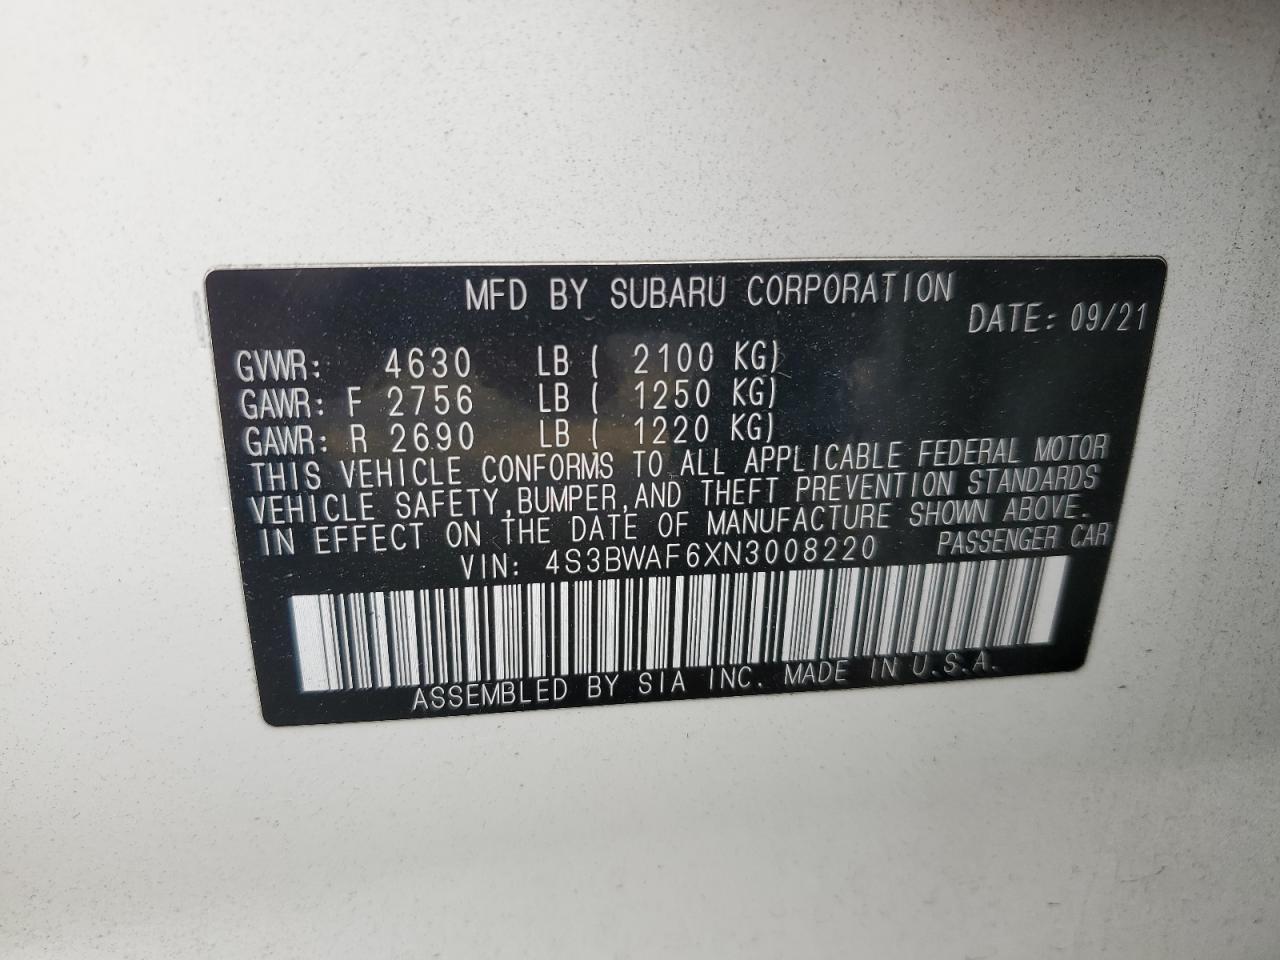 MFD BY SUBARU CORPORATION
DATE: 09/21
GVWR: 4630 LB ( 2100 KG)
GAWR: F 2756 LB ( 1250 KG)
GAWR: R 2690 LB ( 1220 KG)
THIS VEHICLE CONFORMS TO ALL APPLICABLE FEDERAL MOTOR
VEHICLE SAFETY,BUMPER,AND THEFT PREVENTION STANDARDS
IN EFFECT ON THE DATE OF MANUFACTURE SHOWN ABOVE.
VIN: 4S3BWAF6XN3008220 PASSENGER CAR
ASSEMBLED BY SIA INC. MADE IN U.S.A.